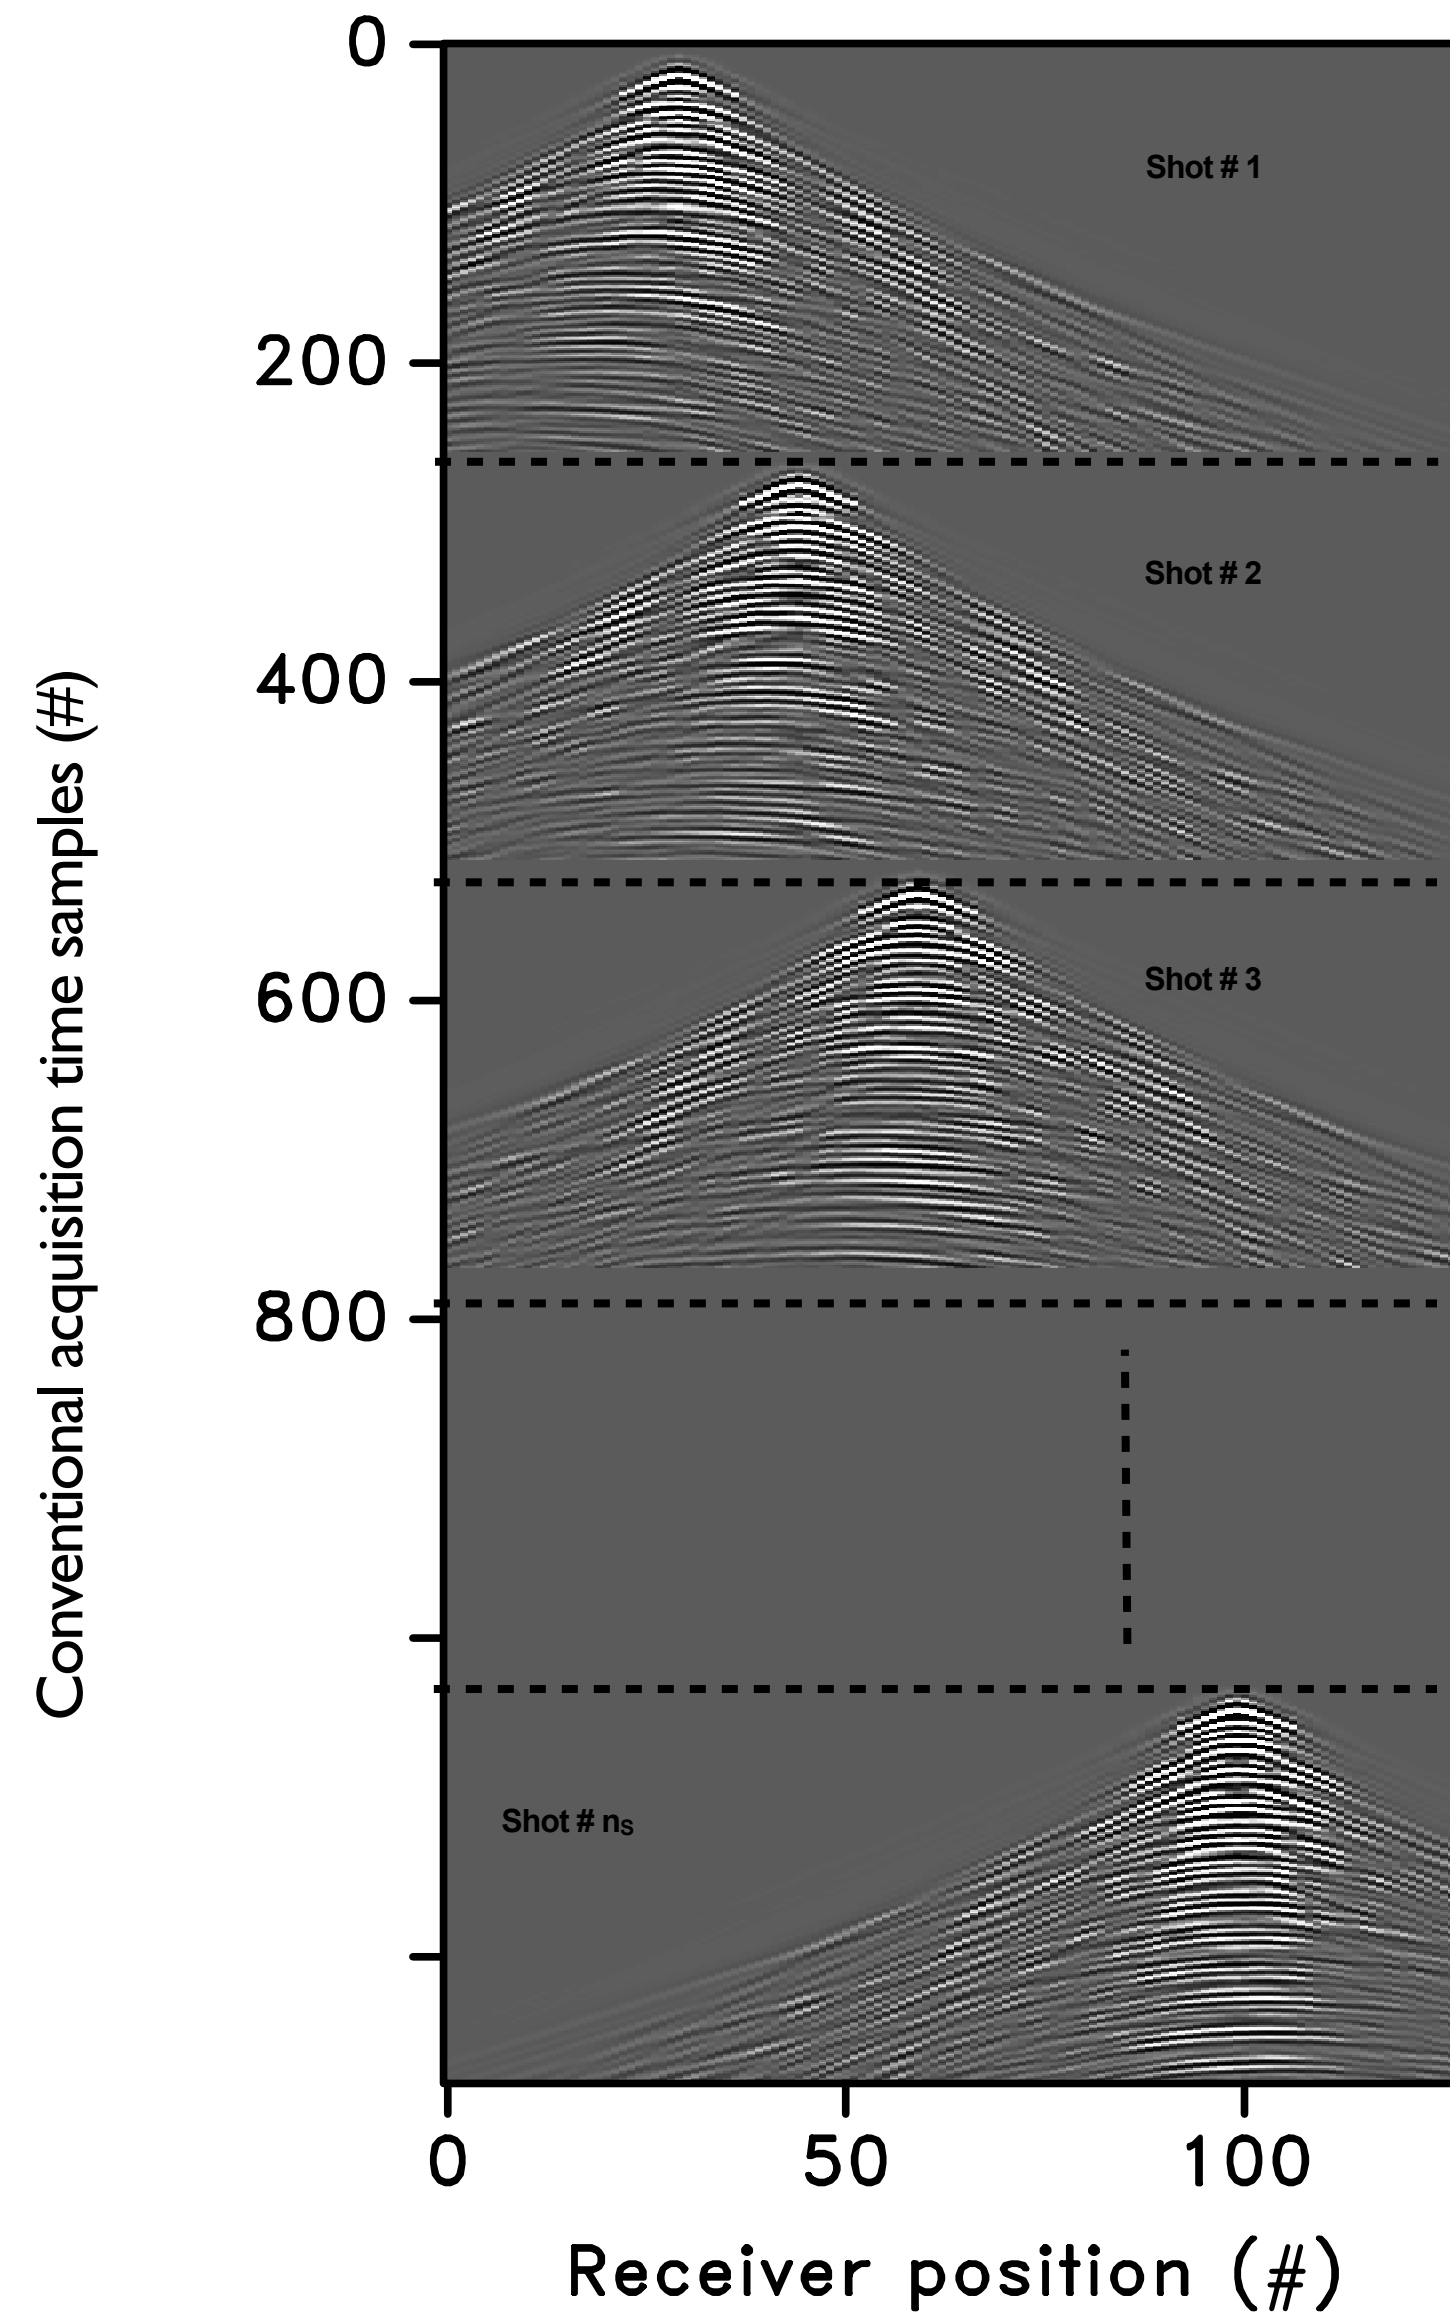 0
Shot # 1
200
Shot # 2
400
Shot # 3
600
800
Shot # nS
Conventional acquisition time samples (#)
0 50 100
Receiver position (#)